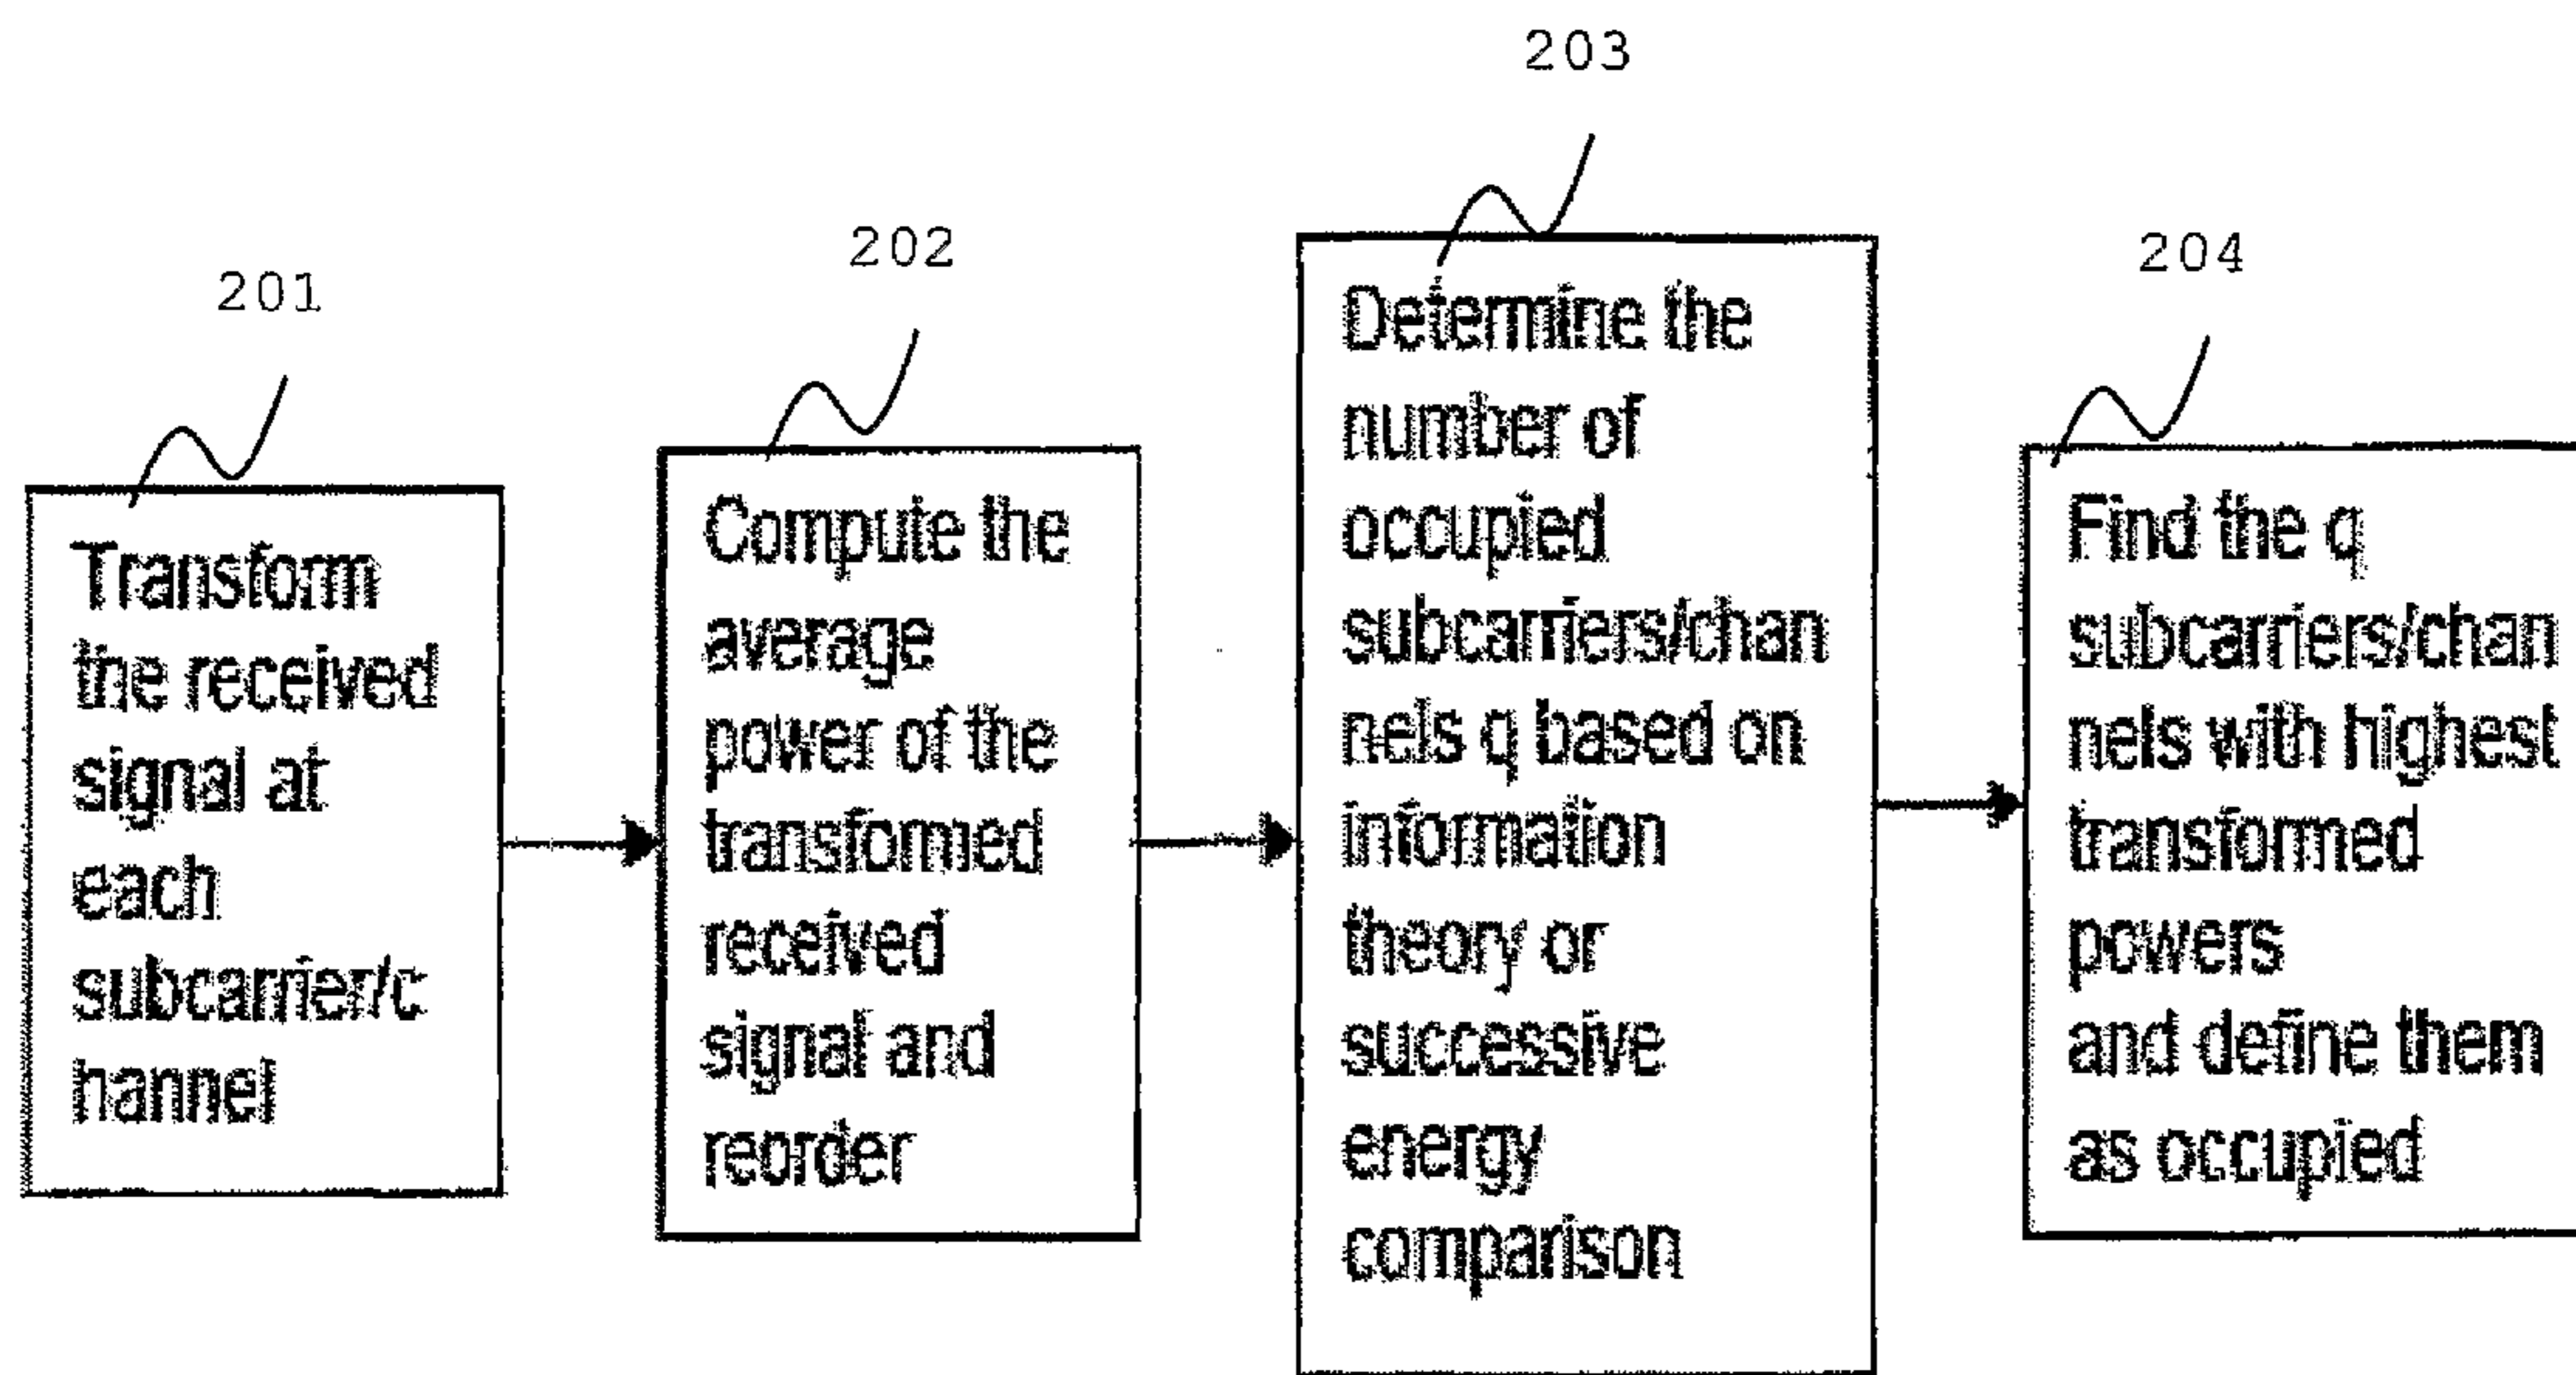 201
Transform
the received
signal at
each
subcarrier/c
hannel
202
Compute the
average
power of the
transformed
received
signal and
reorder
203
Determine the
number of
occupied
subcarriers/chan
nels q based on
information
theory or
successive
energy
comparison
204
Find the q
subcarriers/chan
nels with highest
transformed
powers
and define them
as occupied